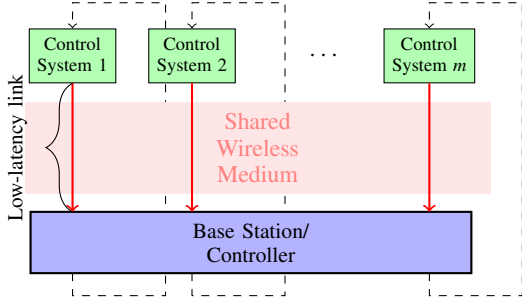 Control
System 1
Control
System 2
. . .
Control
System m
Low-latency link
Shared
Wireless
Medium
Base Station/
Controller